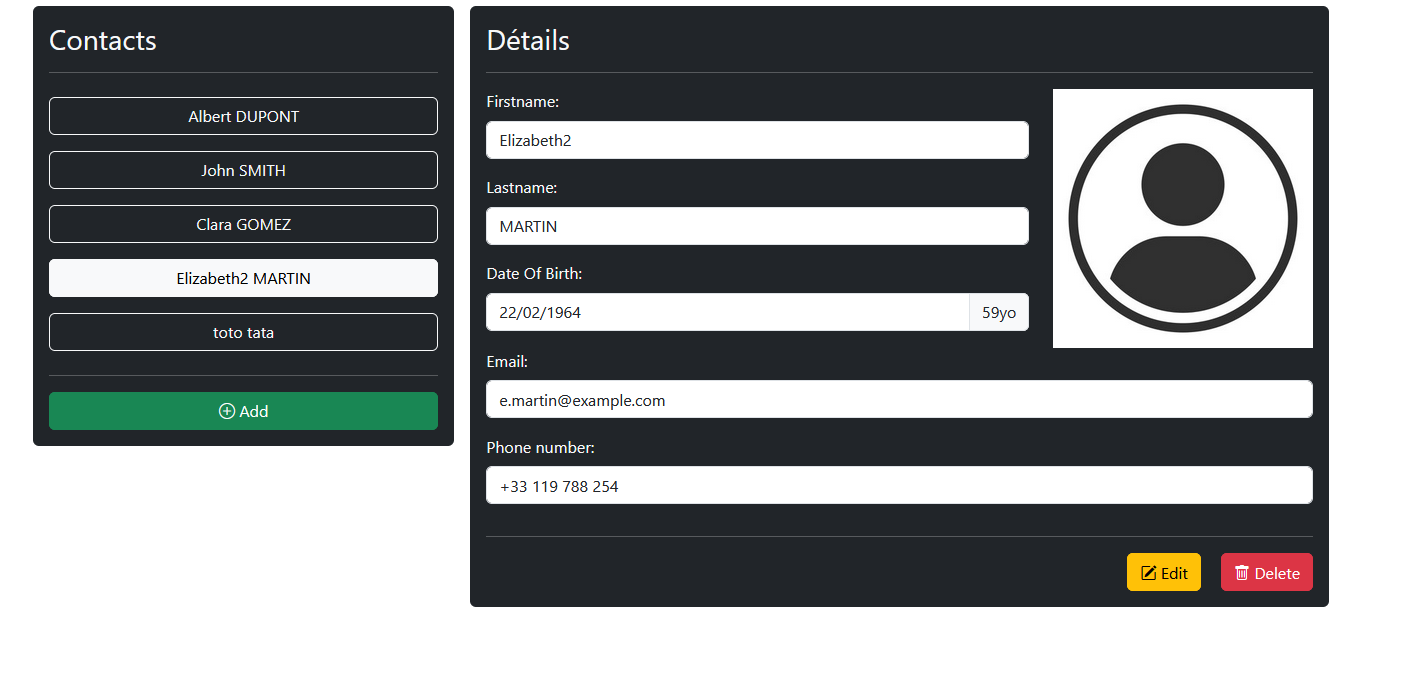 Contacts
Albert DUPONT
John SMITH
Clara GOMEZ
Elizabeth2 MARTIN
toto tata
Add
Détails
Firstname:
Elizabeth2
Lastname:
MARTIN
Date Of Birth:
22/02/1964 59yo
Email:
e.martin@example.com
Phone number:
+33 119 788 254
Edit Delete